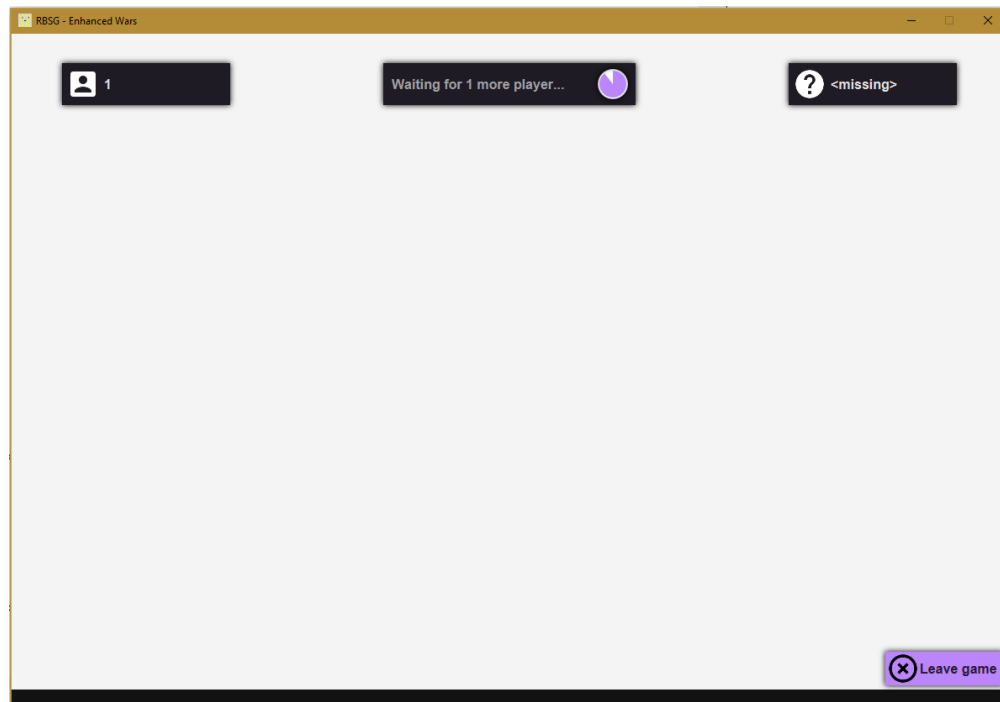 RBSG - Enhanced Wars
1
Waiting for 1 more player...
<missing>
Leave game